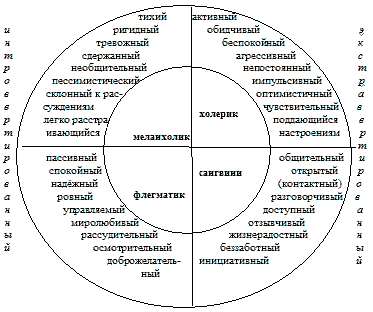 интровертированный
тихий
ригидный
тревожный
сдержанный
необщительный
пессимистический
склонный к рас-
суждениям
легко расстра
ивающийся
меланхолик
активный
обидчивый
беспокойный
агрессивный
непостоянный
импульсивный
оптимистичный
чувствительный
поддающийся
настроениям
холерик
экстравертированный
пассивный
спокойный
надёжный
ровный
управляемый
миролюбивый
рассудительный
осмотрительный
доброжелатель-
ный
флегматик
общительный
открытый
(контактный)
разговорчивый
доступный
отзывчивый
жизнерадостный
беззаботный
инициативный
сангвини